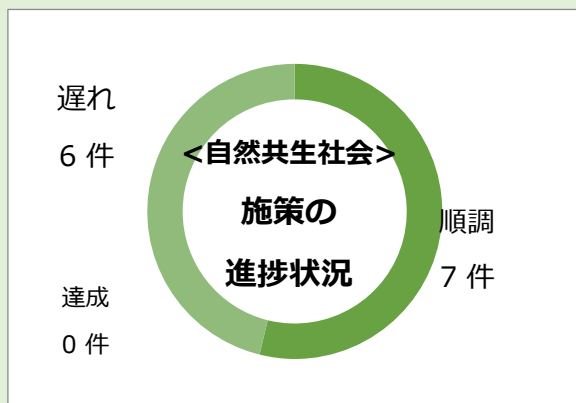 遅れ
6 件
<自然共生社会>
施策の
進捗状況
順調
7 件
達成
0 件